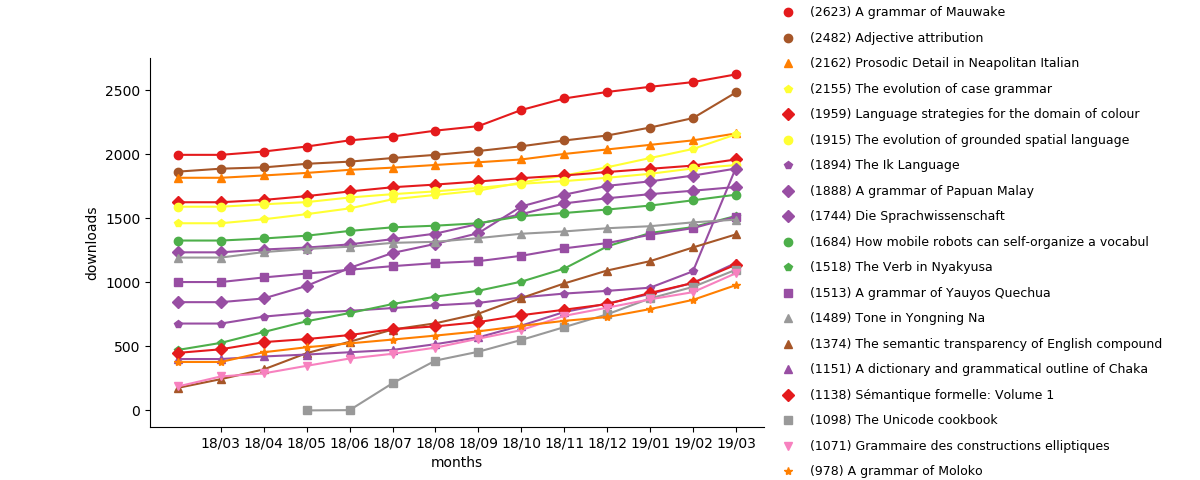 (2623) A grammar of Mauwake
(2482) Adjective attribution
(2162) Prosodic Detail in Neapolitan Italian
(2155) The evolution of case grammar
(1959) Language strategies for the domain of colour
(1915) The evolution of grounded spatial language
(1894) The Ik Language
(1888) A grammar of Papuan Malay
(1744) Die Sprachwissenschaft
(1684) How mobile robots can self-organize a vocabul
(1518) The Verb in Nyakyusa
(1513) A grammar of Yauyos Quechua
(1489) Tone in Yongning Na
(1374) The semantic transparency of English compound
(1151) A dictionary and grammatical outline of Chaka
(1138) Sémantique formelle: Volume 1
(1098) The Unicode cookbook
(1071) Grammaire des constructions elliptiques
(978) A grammar of Moloko
downloads
2500
2000
1500
1000
500
0
18/03 18/04 18/05 18/06 18/07 18/08 18/09 18/10 18/11 18/12 19/01 19/02 19/03
months